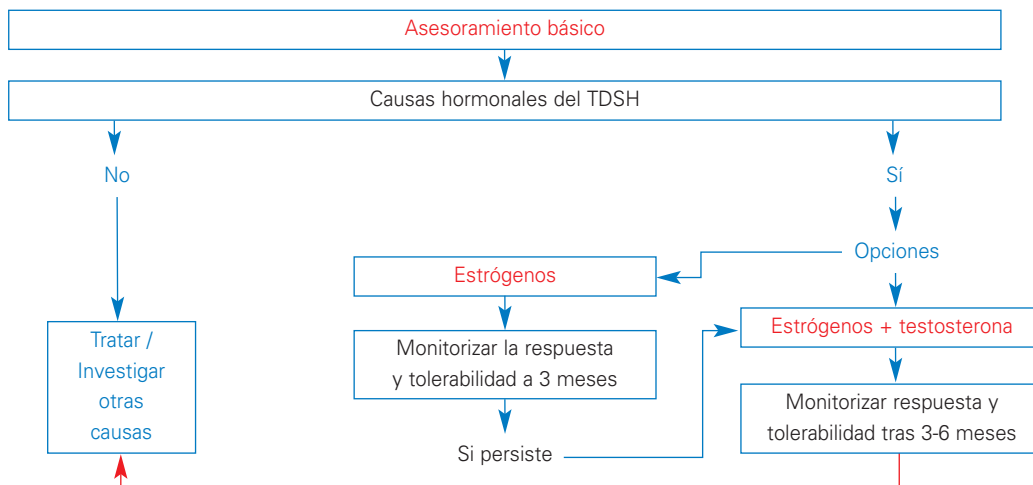 Asesoramiento básico
Causas hormonales del TDSH
No
Sí
Opciones
Estrógenos
Estrógenos + testosterona
Tratar /
Investigar
otras
causas
Monitorizar la respuesta
y tolerabilidad a 3 meses
Monitorizar respuesta y
tolerabilidad tras 3-6 meses
Si persiste